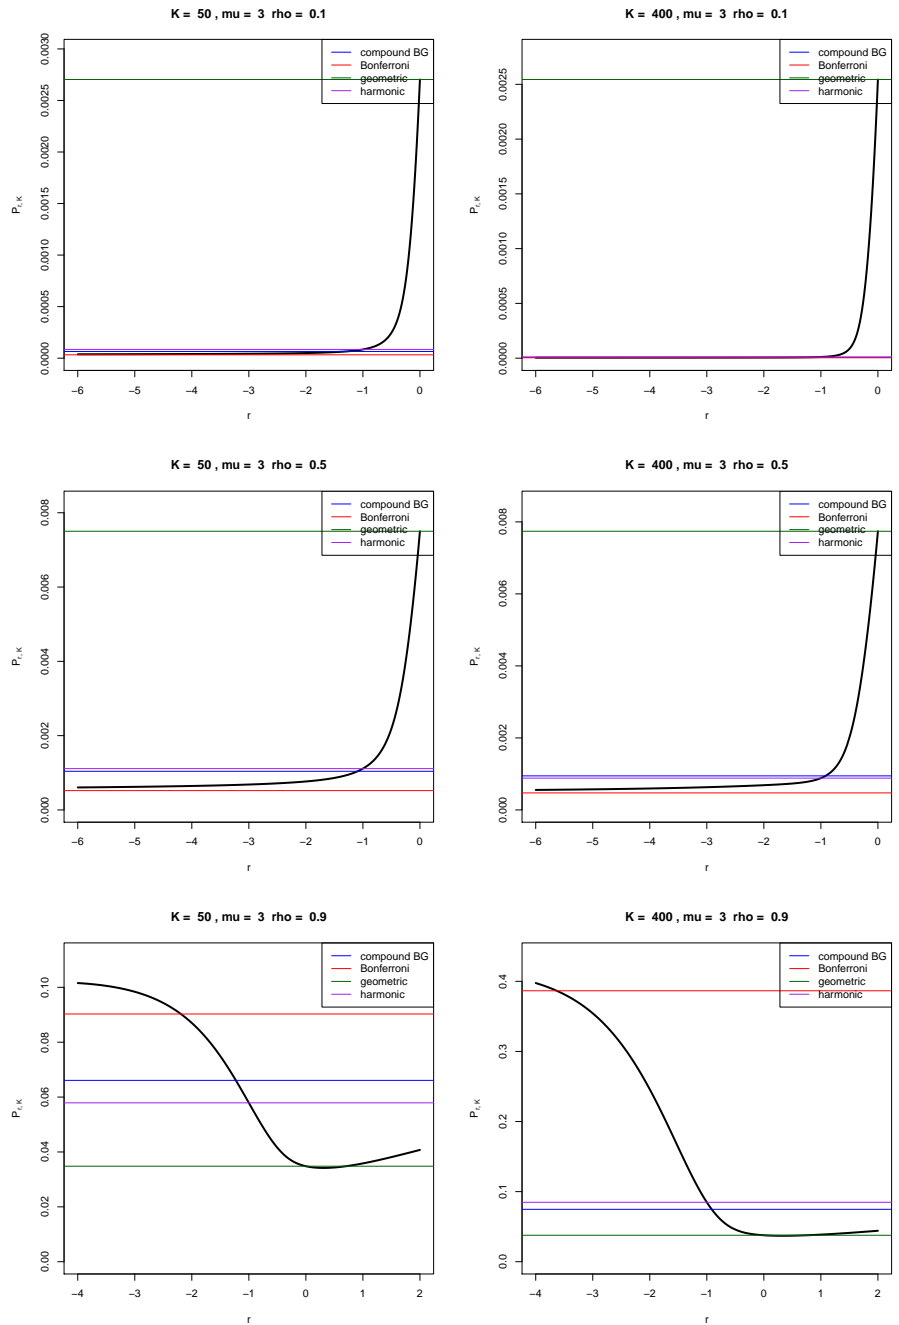 K = 50 , mu = 3 rho = 0.1
compound BG
Bonferroni
geometric
harmonic
0.0000 0.0005 0.0010 0.0015 0.0020 0.0025 0.0030
P r, K
−6 −5 −4 −3 −2 −1 0
r
K = 400 , mu = 3 rho = 0.1
compound BG
Bonferroni
geometric
harmonic
0.0000 0.0005 0.0010 0.0015 0.0020 0.0025
P r, K
−6 −5 −4 −3 −2 −1 0
r
K = 50 , mu = 3 rho = 0.5
compound BG
Bonferroni
geometric
harmonic
0.000 0.002 0.004 0.006 0.008
P r, K
−6 −5 −4 −3 −2 −1 0
r
K = 400 , mu = 3 rho = 0.5
compound BG
Bonferroni
geometric
harmonic
0.000 0.002 0.004 0.006 0.008
P r, K
−6 −5 −4 −3 −2 −1 0
r
K = 50 , mu = 3 rho = 0.9
compound BG
Bonferroni
geometric
harmonic
0.00 0.02 0.04 0.06 0.08 0.10
P r, K
−4 −3 −2 −1 0 1 2
r
K = 400 , mu = 3 rho = 0.9
compound BG
Bonferroni
geometric
harmonic
0.0 0.1 0.2 0.3 0.4
P r, K
−4 −3 −2 −1 0 1 2
r